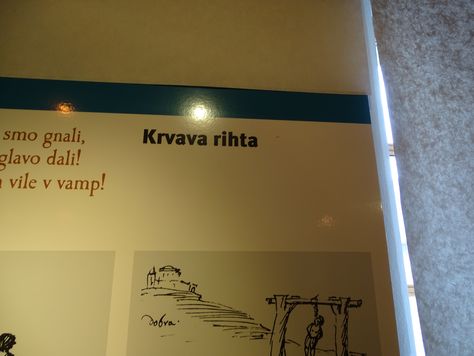 smo gnali,
glavo dali!
vile v vamp!
Krvava rihta
Dobra.